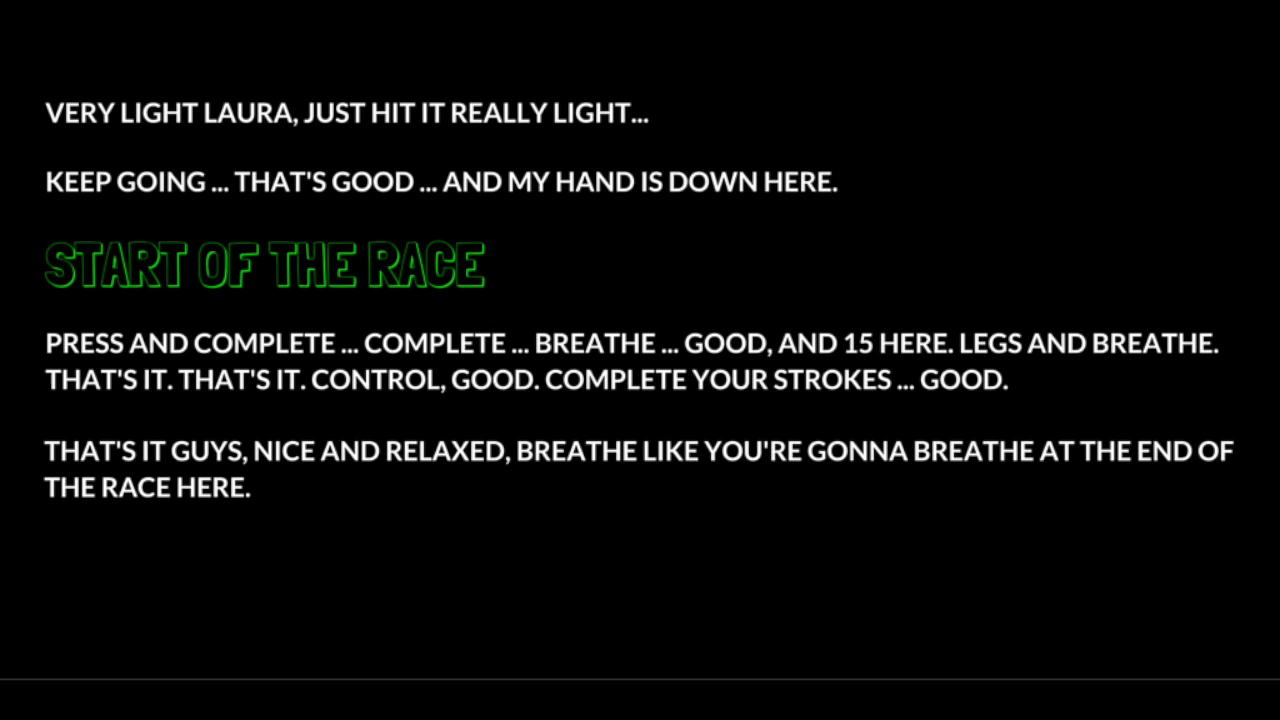 VERY LIGHT LAURA, JUST HIT IT REALLY LIGHT...
KEEP GOING ... THAT'S GOOD ... AND MY HAND IS DOWN HERE.
START OF THE RACE
PRESS AND COMPLETE ... COMPLETE ... BREATHE ... GOOD, AND 15 HERE. LEGS AND BREATHE.
THAT'S IT. THAT'S IT. CONTROL, GOOD. COMPLETE YOUR STROKES ... GOOD.
THAT'S IT GUYS, NICE AND RELAXED, BREATHE LIKE YOU'RE GONNA BREATHE AT THE END OF
THE RACE HERE.